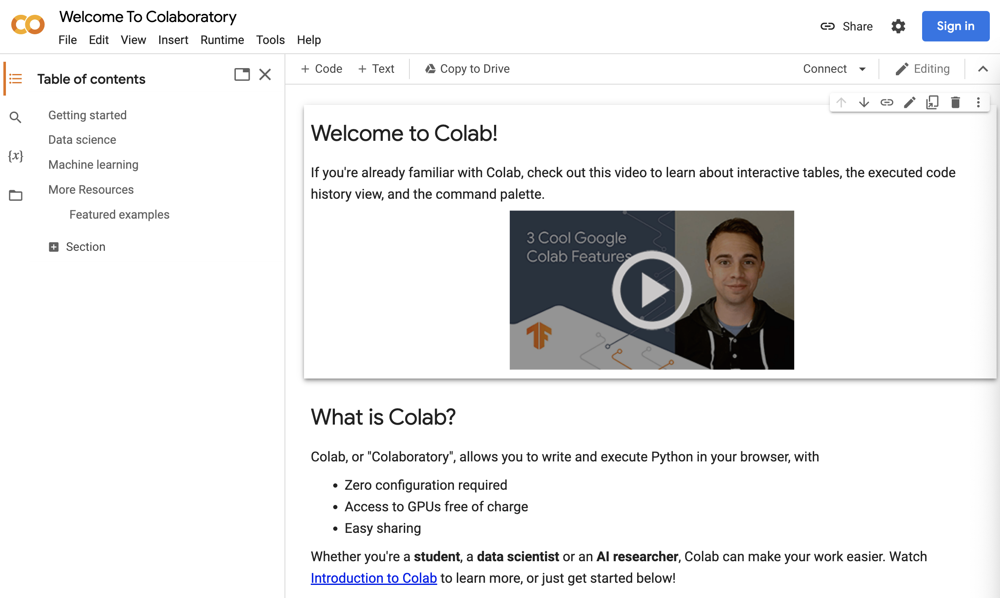 Welcome To Colaboratory
File Edit View Insert Runtime Tools Help
Share
Sign in
Table of contents
Getting started
Data science
{x}
Machine learning
More Resources
Featured examples
Section
+ Code + Text Copy to Drive
Connect Editing
Welcome to Colab!
If you're already familiar with Colab, check out this video to learn about interactive tables, the executed code
history view, and the command palette.
3 Cool Google
Colab Features
What is Colab?
Colab, or "Colaboratory", allows you to write and execute Python in your browser, with
• Zero configuration required
• Access to GPUs free of charge
• Easy sharing
Whether you're a student, a data scientist or an AI researcher, Colab can make your work easier. Watch
Introduction to Colab to learn more, or just get started below!